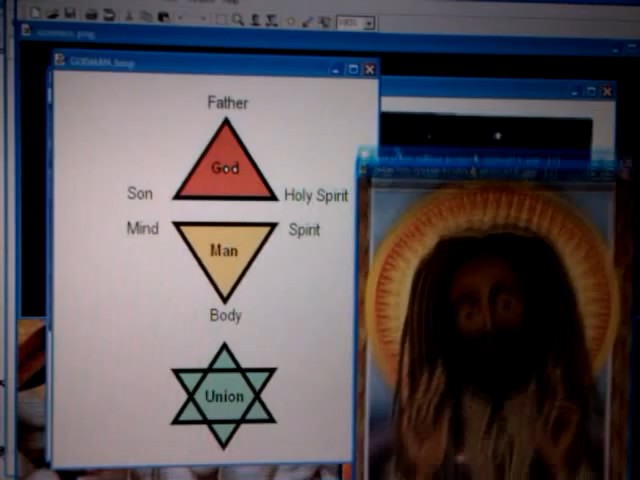 GODMAN.bmp
Father
God
Son
Holy Spirit
Mind
Spirit
Man
Body
Union